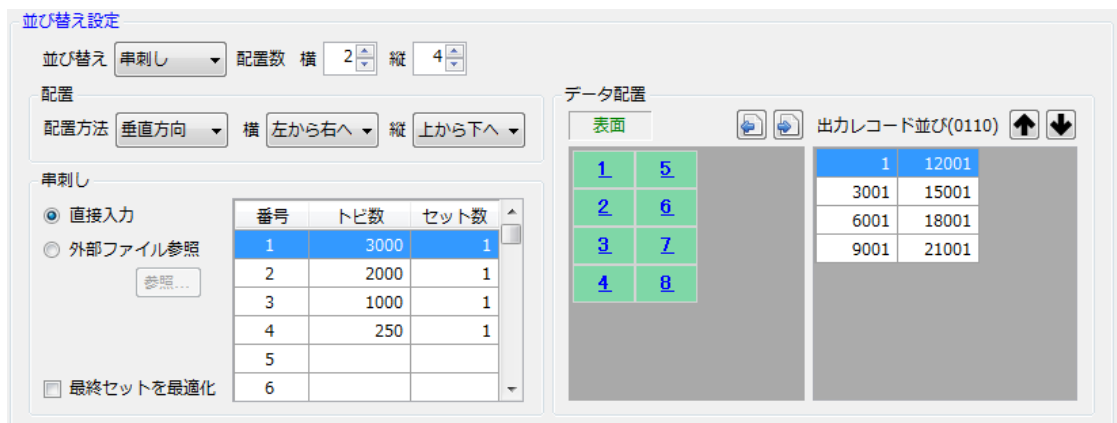 並び替え設定
並び替え 串刺し 配置数 横 2 縦 4
配置
配置方法 垂直方向 横 左から右へ 縦 上から下へ
串刺し
直接入力
外部ファイル参照
参照...
最終セットを最適化
番号 トビ数 セット数
1 3000 1
2 2000 1
3 1000 1
4 250 1
5
6
データ配置
表面
1 5
2 6
3 7
4 8
出力レコード並び(0110)
1 12001
3001 15001
6001 18001
9001 21001